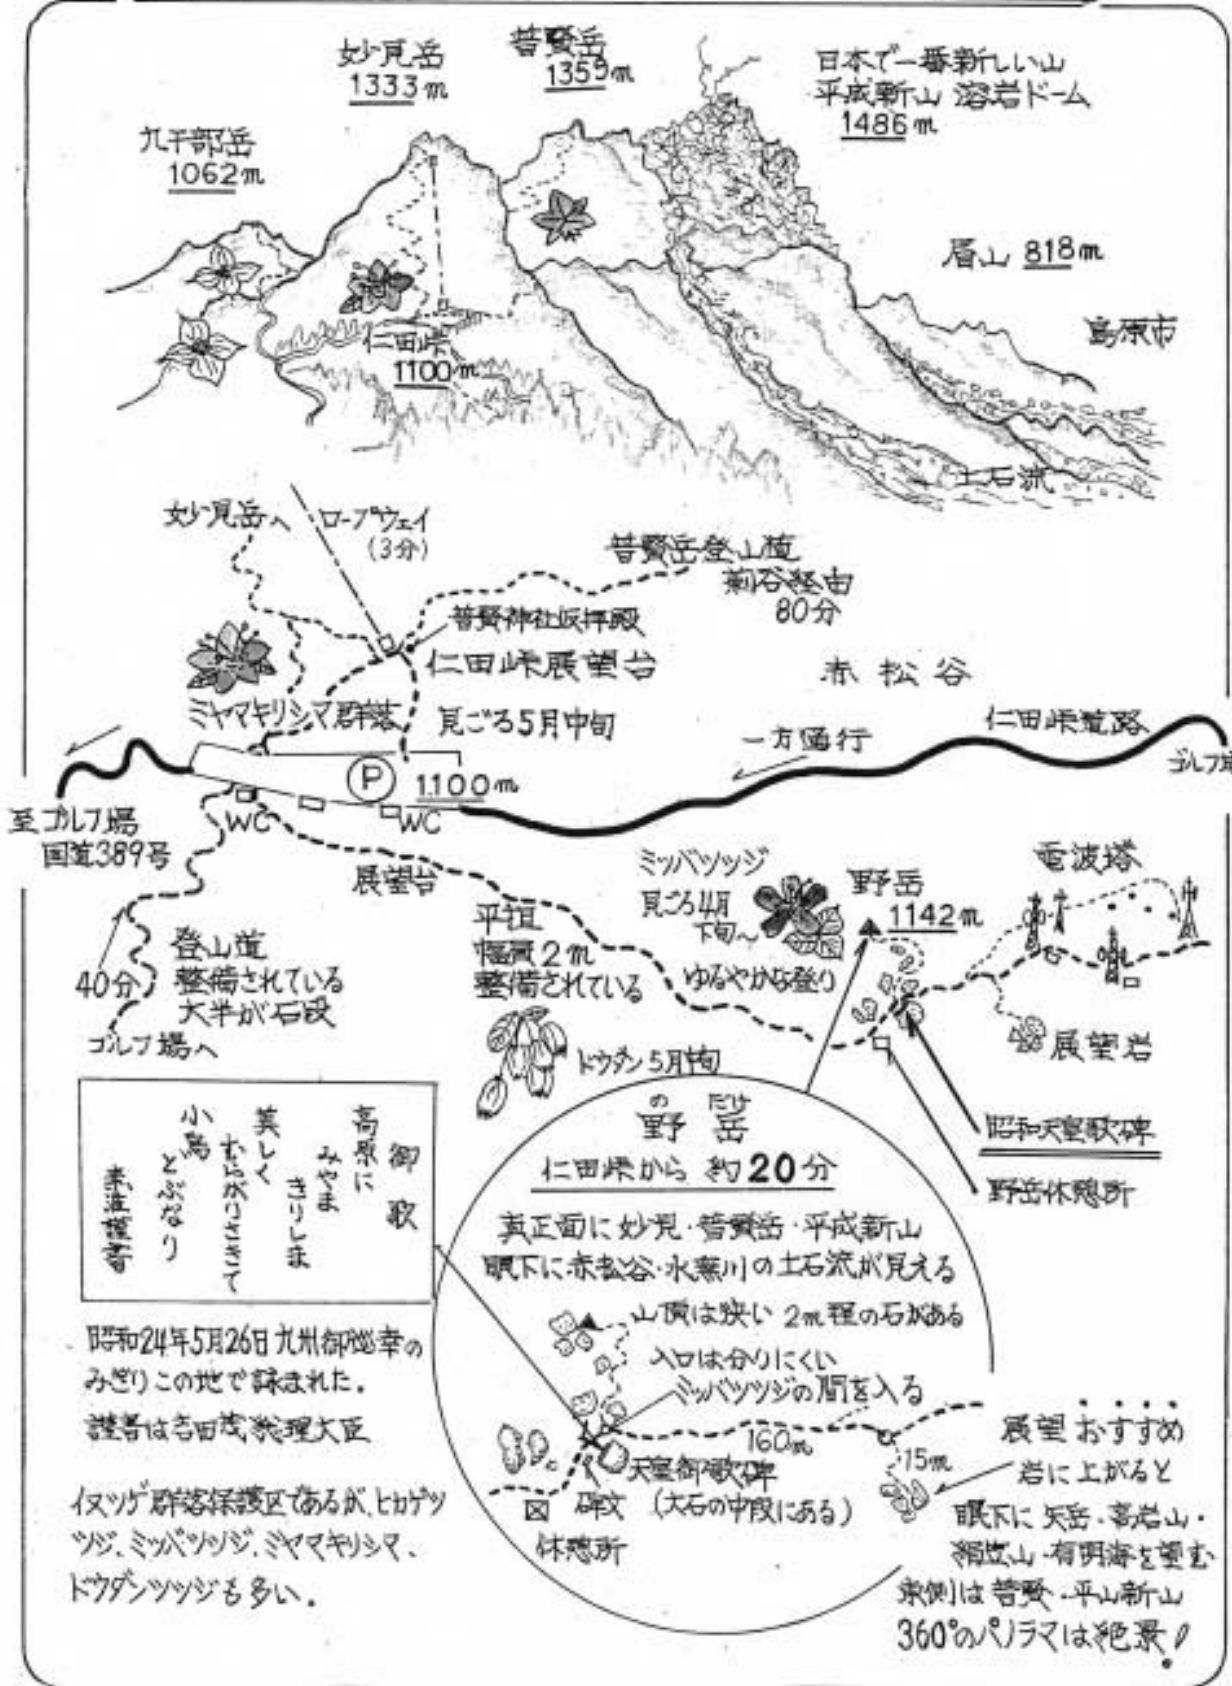 妙見岳
1333m
普賢岳
1359m
日本で一番新しい山
平成新山 溶岩ドーム
1486m
九千部岳
1062m
眉山 818m
島原市
仁田峠
1100m
土石流
妙見岳へ
ロープウェイ
(3分)
普賢岳登山道
薊谷経由
80分
普賢神社仮拝殿
仁田峠展望台
赤松谷
ミヤマキリシマ群落
見ごろ5月中旬
仁田峠道路
一方通行
ゴルフ場
P
1.100m
至ゴルフ場
国道389号
WC
WC
展望台
ミツバツツジ
見ごろ4月
下旬〜
野岳
1142m
電波塔
平坦
幅員2m
整備されている
ゆるやかな登り
登山道
整備されている
大半が石段
40分
ゴルフ場へ
展望岩
ドウダン5月中旬
昭和天皇歌碑
野岳休憩所
御歌
高原に
みやま
きりしま
美しく
むらがりさきて
小鳥
とぶなり
の だけ
野岳
仁田峠から 約20分
真正面に妙見・普賢岳・平成新山
眼下に赤松谷・水無川の土石流が見える
山頂は狭い 2m程の石がある
入口は分りにくい
ミツバツツジの間を入る
160m
15m
天皇御歌碑
碑文 (大石の中段にある)
休憩所
昭和24年5月26日九州御巡幸の
みぎりこの地で詠まれた。
謹書は吉田茂総理大臣
イヌツゲ群落保護区であるが、ヒカゲツ
ツジ、ミツバツツジ、ミヤマキリシマ、
ドウダンツツジも多い。
展望おすすめ
岩に上がると
眼下に矢岳・高岩山・
絹笠山・有明海を望む
東側は普賢・平山新山
360°のパノラマは絶景!